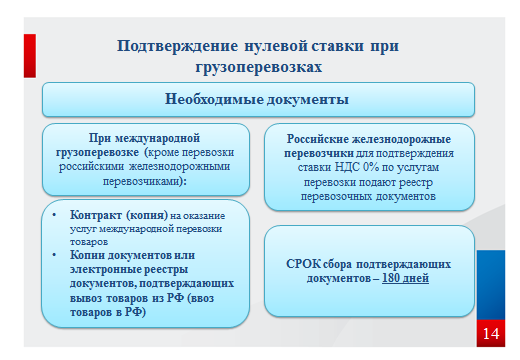 Подтверждение нулевой ставки при
грузоперевозках
Необходимые документы
При международной
грузоперевозке (кроме перевозки
российскими железнодорожными
перевозчиками):
Российские железнодорожные
перевозчики для подтверждения
ставки НДС 0% по услугам
перевозки подают реестр
перевозочных документов
• Контракт (копия) на оказание
услуг международной перевозки
товаров
• Копии документов или
электронные реестры
документов, подтверждающих
вывоз товаров из РФ (ввоз
товаров в РФ)
СРОК сбора подтверждающих
документов – 180 дней
14